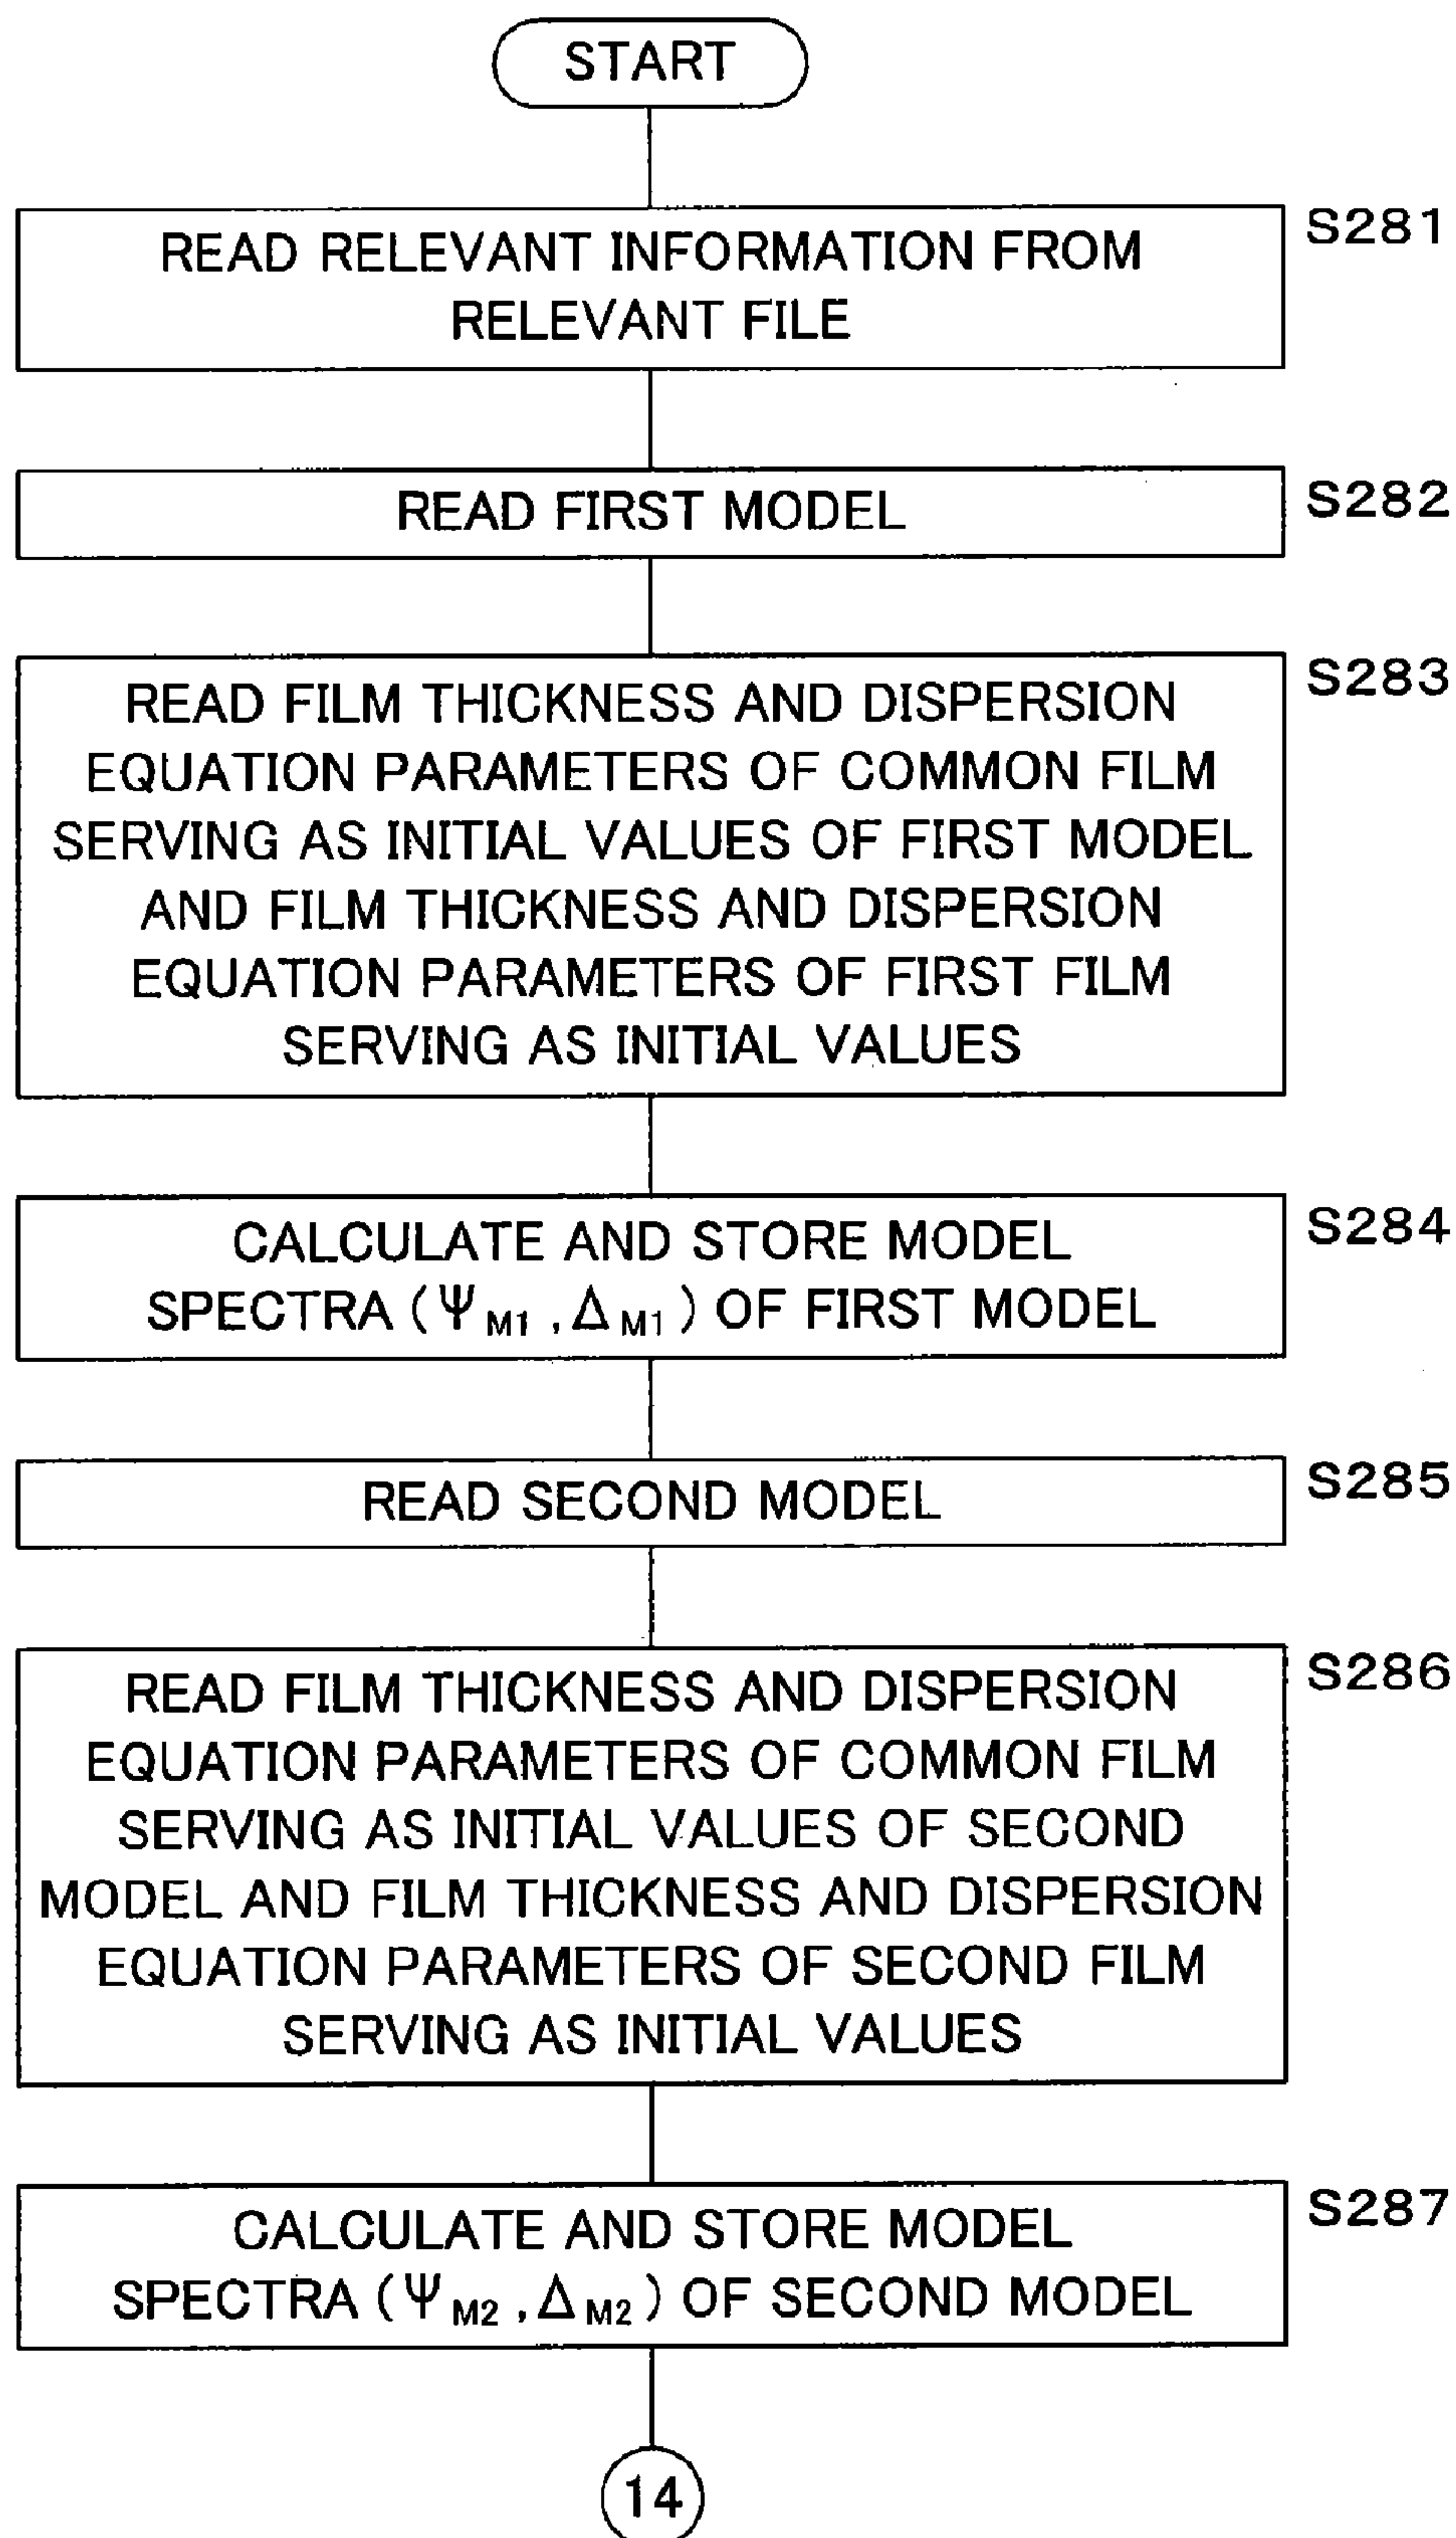 START
S281
READ RELEVANT INFORMATION FROM
RELEVANT FILE
S282
READ FIRST MODEL
S283
READ FILM THICKNESS AND DISPERSION
EQUATION PARAMETERS OF COMMON FILM
SERVING AS INITIAL VALUES OF FIRST MODEL
AND FILM THICKNESS AND DISPERSION
EQUATION PARAMETERS OF FIRST FILM
SERVING AS INITIAL VALUES
S284
CALCULATE AND STORE MODEL
SPECTRA (Ψ_M1, Δ_M1) OF FIRST MODEL
S285
READ SECOND MODEL
S286
READ FILM THICKNESS AND DISPERSION
EQUATION PARAMETERS OF COMMON FILM
SERVING AS INITIAL VALUES OF SECOND
MODEL AND FILM THICKNESS AND DISPERSION
EQUATION PARAMETERS OF SECOND FILM
SERVING AS INITIAL VALUES
S287
CALCULATE AND STORE MODEL
SPECTRA (Ψ_M2, Δ_M2) OF SECOND MODEL
14